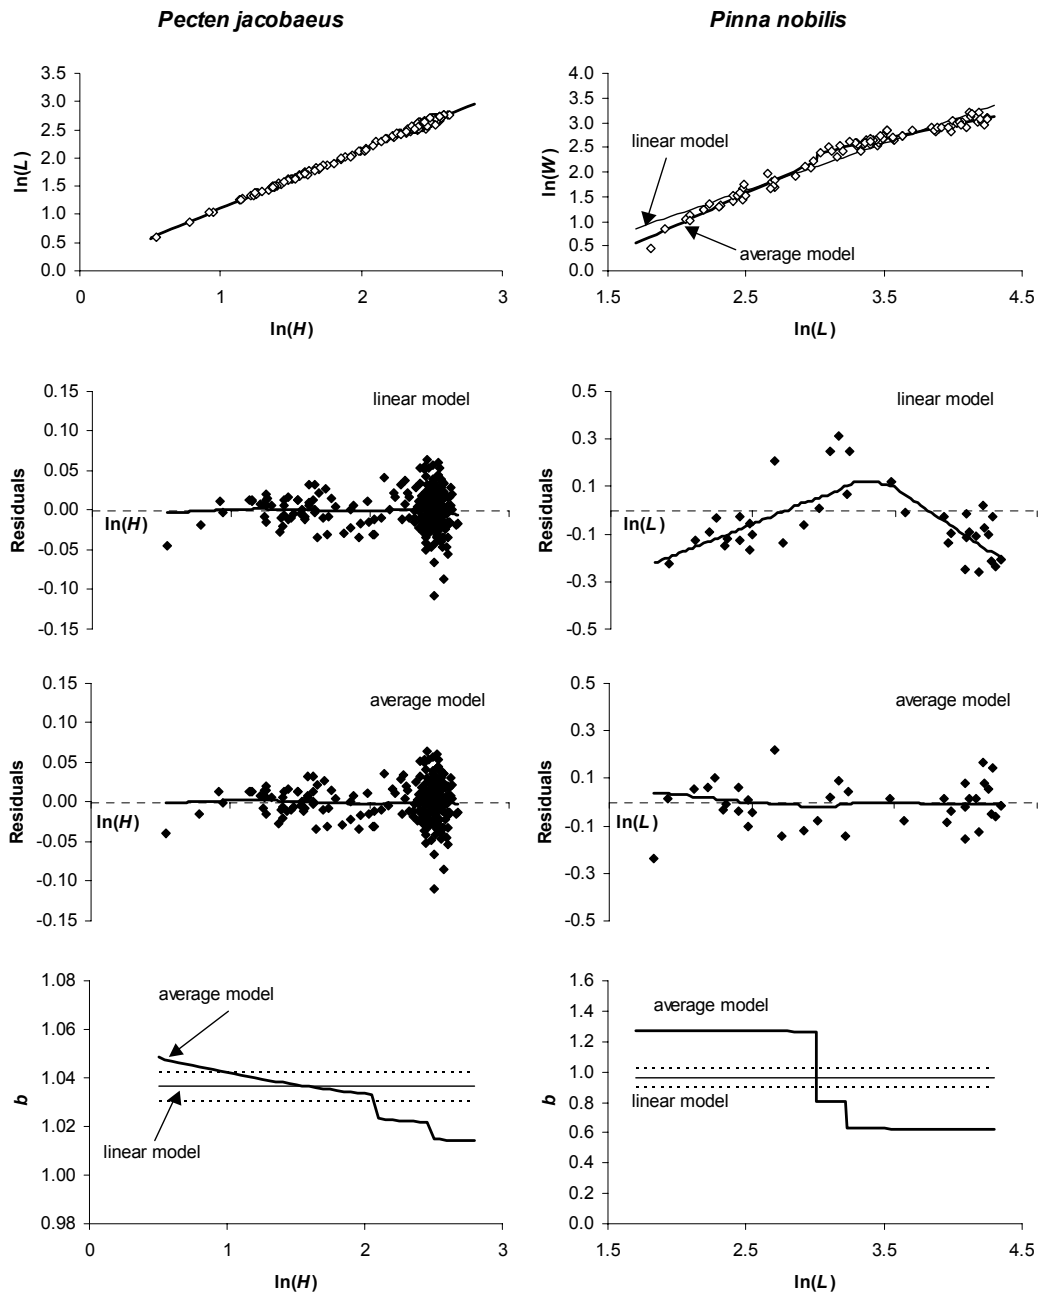 Pecten jacobaeus
Pinna nobilis
3.5
3.0
2.5
2.0
1.5
1.0
0.5
0.0
ln(L)
0
1
2
3
ln(H)
4.0
3.5
3.0
2.5
2.0
1.5
1.0
0.5
0.0
ln(W)
linear model
average model
1.5
2.5
3.5
4.5
ln(L)
0.15
0.10
0.05
0.00
-0.05
-0.10
-0.15
Residuals
linear model
ln(H)
0.5
0.3
0.1
-0.1
-0.3
-0.5
Residuals
linear model
ln(L)
0.15
0.10
0.05
0.00
-0.05
-0.10
-0.15
Residuals
average model
ln(H)
0.5
0.3
0.1
-0.1
-0.3
-0.5
Residuals
average model
ln(L)
1.08
1.06
1.04
1.02
1.00
0.98
b
average model
linear model
0
1
2
3
ln(H)
1.6
1.4
1.2
1.0
0.8
0.6
0.4
0.2
0.0
b
average model
linear model
1.5
2.5
3.5
4.5
ln(L)